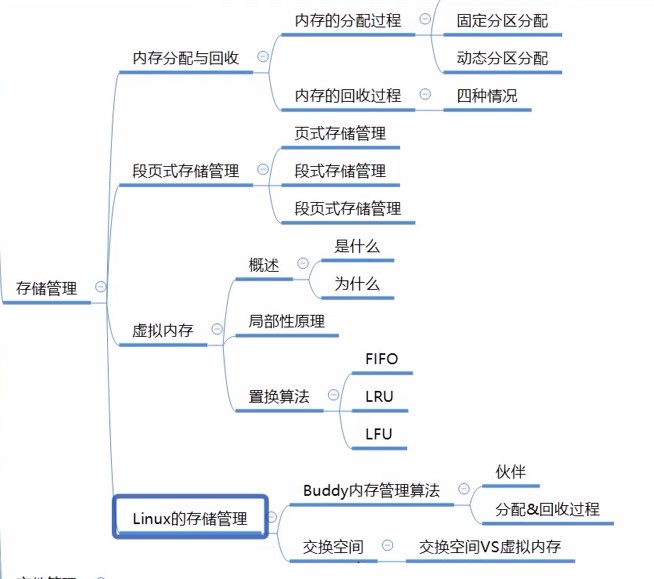 内存的分配过程
固定分区分配
动态分区分配
内存分配与回收
内存的回收过程
四种情况
页式存储管理
段页式存储管理
段式存储管理
段页式存储管理
是什么
概述
为什么
存储管理
虚拟内存
局部性原理
FIFO
置换算法
LRU
LFU
伙伴
Buddy内存管理算法
分配&回收过程
Linux的存储管理
交换空间
交换空间VS虚拟内存